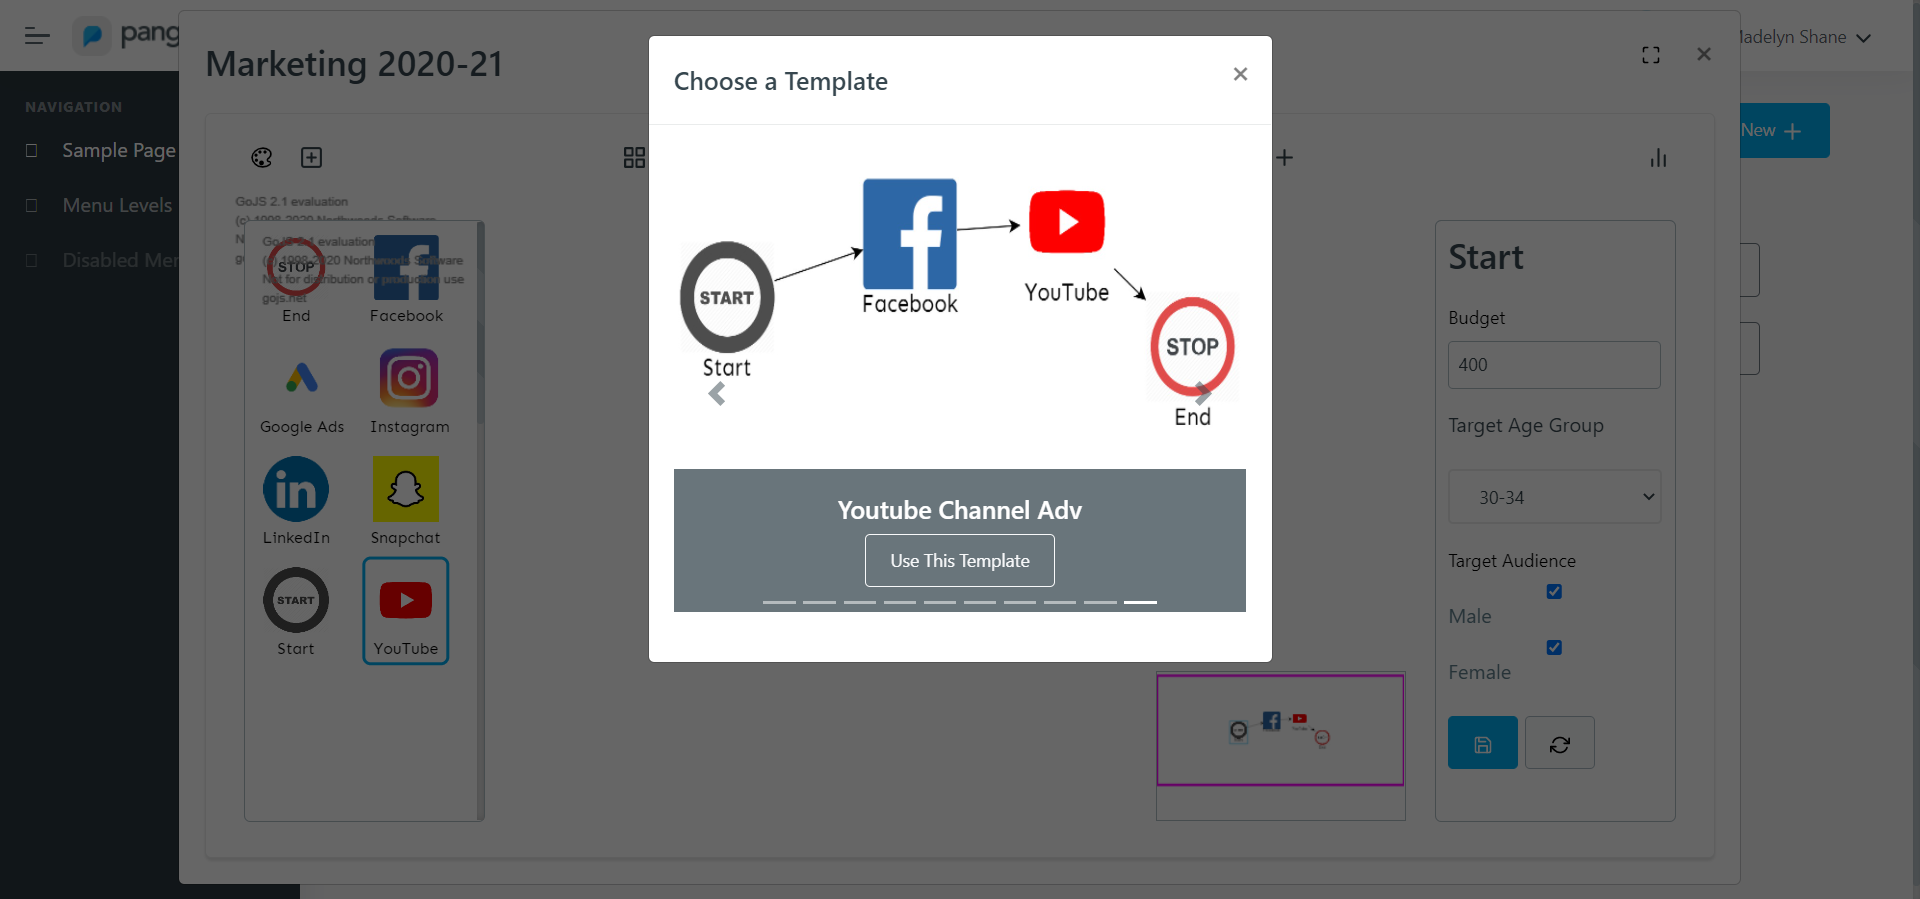 pang
Marketing 2020-21
Choose a Template
Madelyn Shane
NAVIGATION
Sample Page
Menu Levels
Disabled Me
New
GoJS 2.1 evaluation
(c) 1998-2020 Northwoods Software
GoJS 2.1 evaluation
(c) 1998-2020 Northwoods Software
Not for distribution or production use
gojs.net
STOP
End
Facebook
Google Ads
Instagram
LinkedIn
Snapchat
START
Start
YouTube
START
Start
Facebook
YouTube
STOP
End
Youtube Channel Adv
Use This Template
Start
Budget
400
Target Age Group
30-34
Target Audience
Male
Female